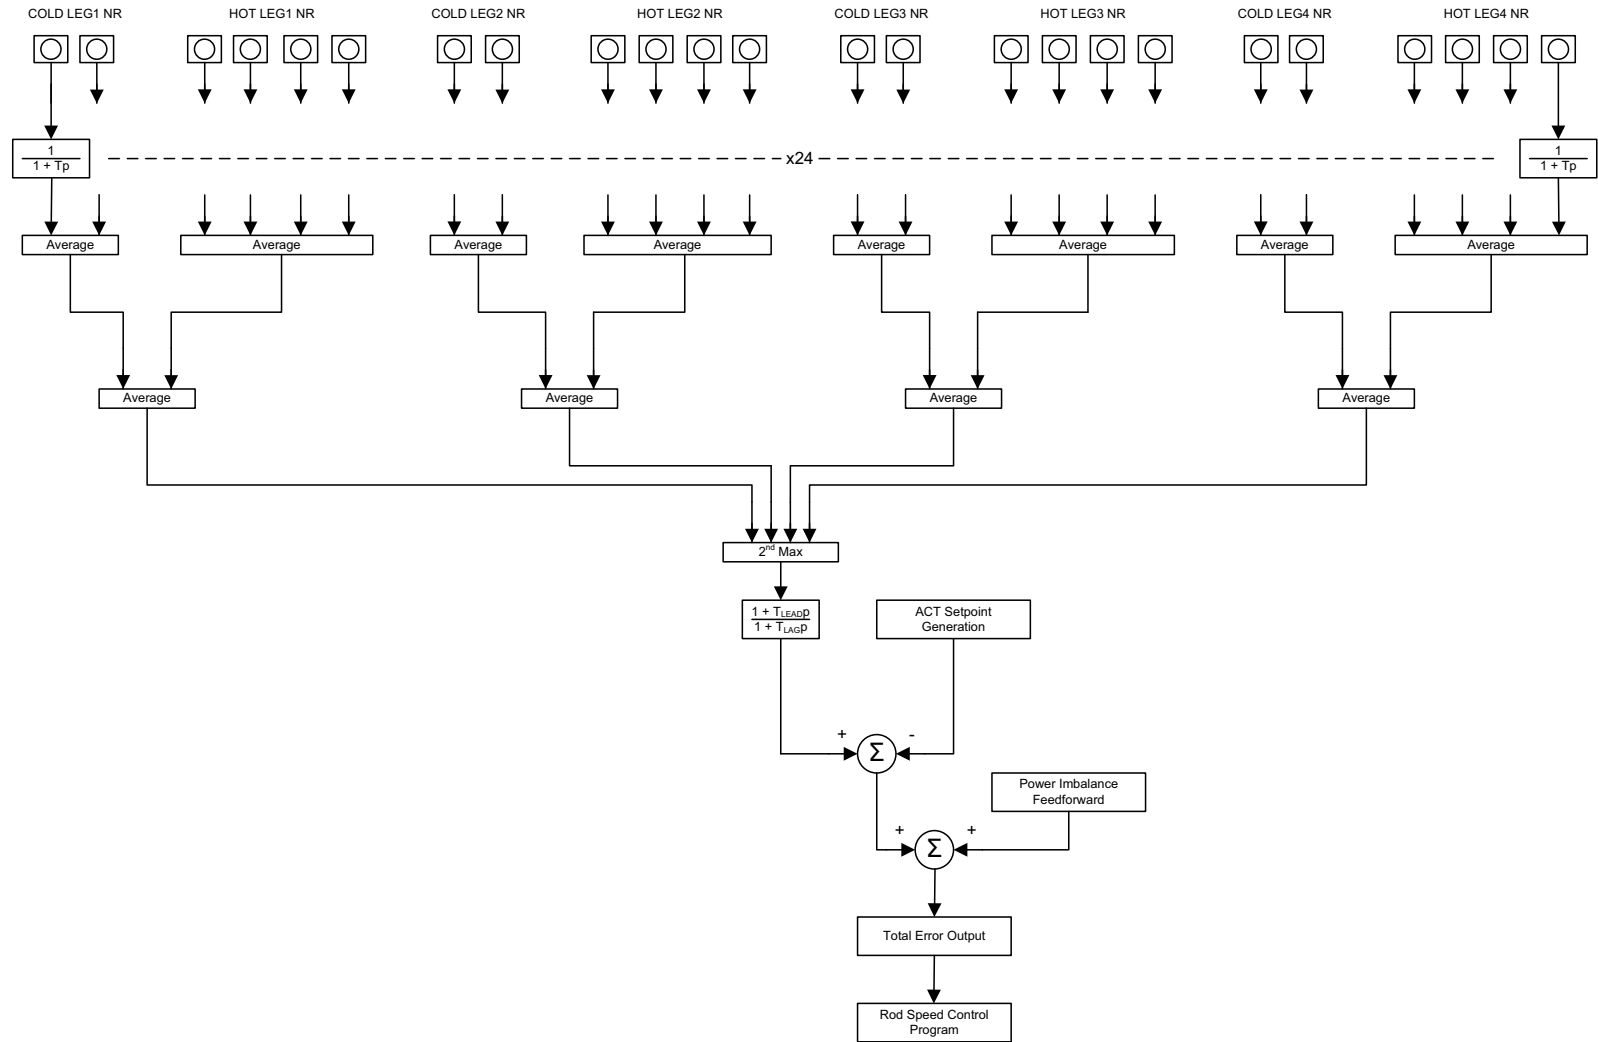 COLD LEG1 NR
HOT LEG1 NR
COLD LEG2 NR
HOT LEG2 NR
COLD LEG3 NR
HOT LEG3 NR
COLD LEG4 NR
HOT LEG4 NR
1
1 + Tp
x24
1
1 + Tp
Average
Average
Average
Average
Average
Average
Average
Average
Average
Average
Average
Average
2nd Max
1 + TLEADp
1 + TLAGp
ACT Setpoint
Generation
+
-
Σ
Power Imbalance
Feedforward
+
+
Σ
Total Error Output
Rod Speed Control
Program